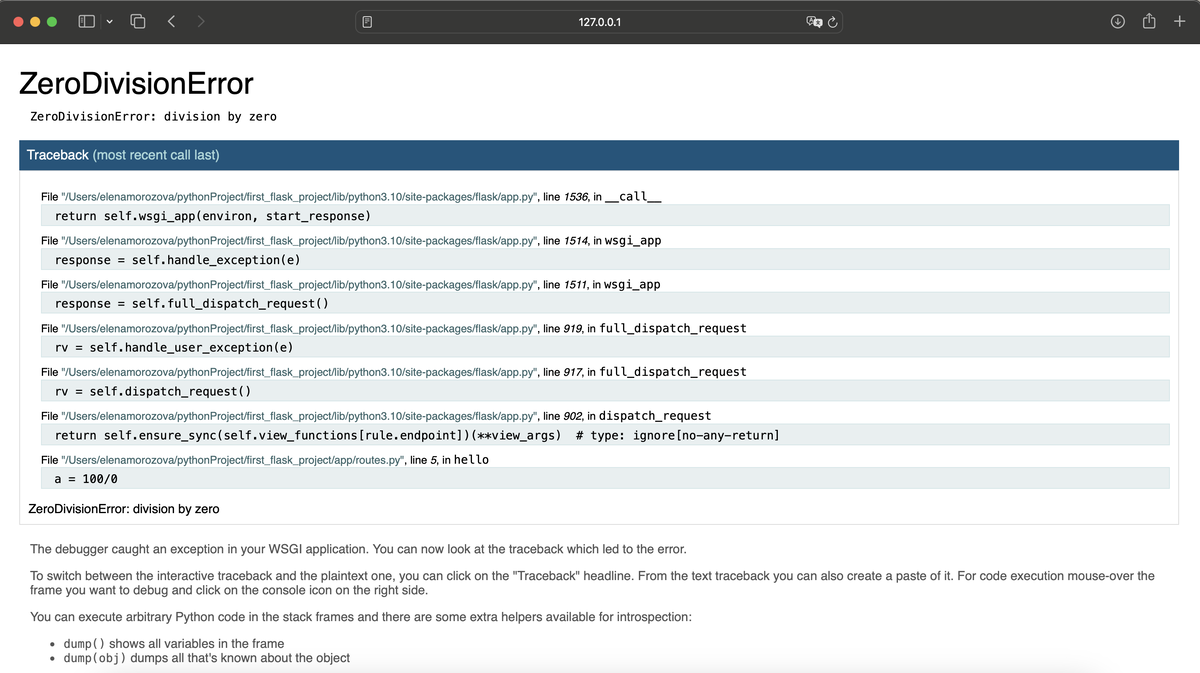 127.0.0.1
ZeroDivisionError
ZeroDivisionError: division by zero
Traceback (most recent call last)
File "/Users/elenamorozova/pythonProject/first_flask_project/lib/python3.10/site-packages/flask/app.py", line 1536, in __call__
return self.wsgi_app(environ, start_response)
File "/Users/elenamorozova/pythonProject/first_flask_project/lib/python3.10/site-packages/flask/app.py", line 1514, in wsgi_app
response = self.handle_exception(e)
File "/Users/elenamorozova/pythonProject/first_flask_project/lib/python3.10/site-packages/flask/app.py", line 1511, in wsgi_app
response = self.full_dispatch_request()
File "/Users/elenamorozova/pythonProject/first_flask_project/lib/python3.10/site-packages/flask/app.py", line 919, in full_dispatch_request
rv = self.handle_user_exception(e)
File "/Users/elenamorozova/pythonProject/first_flask_project/lib/python3.10/site-packages/flask/app.py", line 917, in full_dispatch_request
rv = self.dispatch_request()
File "/Users/elenamorozova/pythonProject/first_flask_project/lib/python3.10/site-packages/flask/app.py", line 902, in dispatch_request
return self.ensure_sync(self.view_functions[rule.endpoint])(**view_args)  # type: ignore[no-any-return]
File "/Users/elenamorozova/pythonProject/first_flask_project/app/routes.py", line 5, in hello
a = 100/0
ZeroDivisionError: division by zero
The debugger caught an exception in your WSGI application. You can now look at the traceback which led to the error.
To switch between the interactive traceback and the plaintext one, you can click on the "Traceback" headline. From the text traceback you can also create a paste of it. For code execution mouse-over the
frame you want to debug and click on the console icon on the right side.
You can execute arbitrary Python code in the stack frames and there are some extra helpers available for introspection:
• dump() shows all variables in the frame
• dump(obj) dumps all that's known about the object